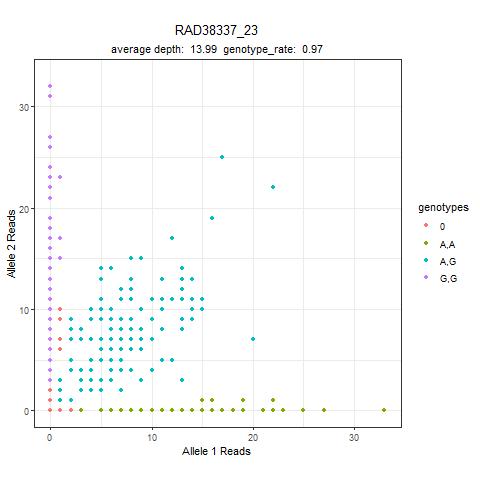 RAD38337_23
average depth:  13.99  genotype_rate:  0.97
30
20
10
0
0
10
20
30
Allele 2 Reads
Allele 1 Reads
genotypes
0
A,A
A,G
G,G